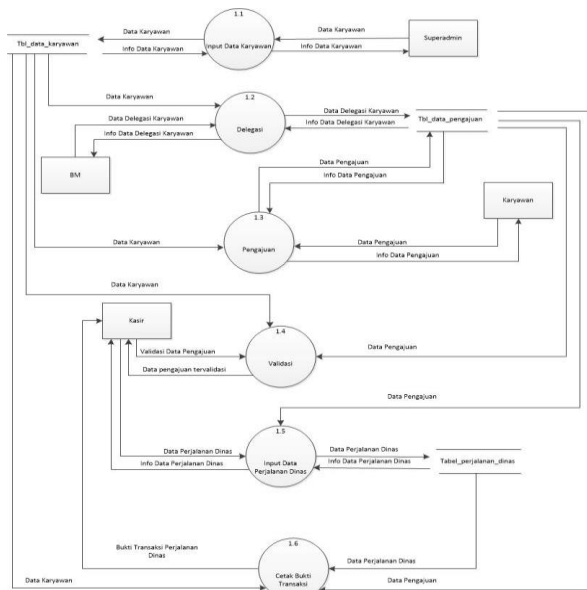 1.1
Data Karyawan
Data Karyawan
Superadmin
Tbl_data_karyawan
Info Data Karyawan
Input Data Karyawan
Info Data Karyawan
1.2
Data Karyawan
Data Delegasi Karyawan
Data Delegasi Karyawan
Info Data Delegasi Karyawan
Tbl_data_pengajuan
Info Data Delegasi Karyawan
Delegasi
BM
Data Pengajuan
Info Data Pengajuan
Karyawan
1.3
Data Karyawan
Pengajuan
Data Pengajuan
Info Data Pengajuan
Data Karyawan
Kasir
1.4
Validasi Data Pengajuan
Data Pengajuan
Validasi
Data pengajuan tervalidasi
Data Pengajuan
1.5
Data Perjalanan Dinas
Data Perjalanan Dinas
Info Data Perjalanan Dinas
Input Data
Perjalanan Dinas
Info Data Perjalanan Dinas
Tabel_perjalanan_dinas
Bukti Transaksi Perjalanan
Dinas
1.6
Data Perjalanan Dinas
Cetak Bukti
Transaksi
Data Karyawan
Data Pengajuan